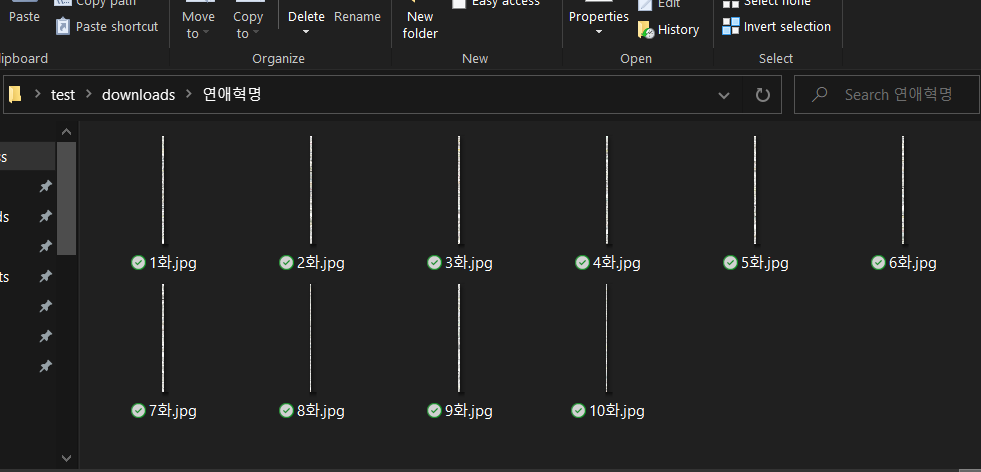 Copy path
Edit
Select none
Easy access
Paste
Paste shortcut
Move to
Copy to
Delete
Rename
New folder
Properties
History
Invert selection
lipboard
Organize
New
Open
Select
test > downloads > 연애혁명
Search 연애혁명
ss
ds
ts
1화.jpg 2화.jpg 3화.jpg 4화.jpg 5화.jpg 6화.jpg
7화.jpg 8화.jpg 9화.jpg 10화.jpg